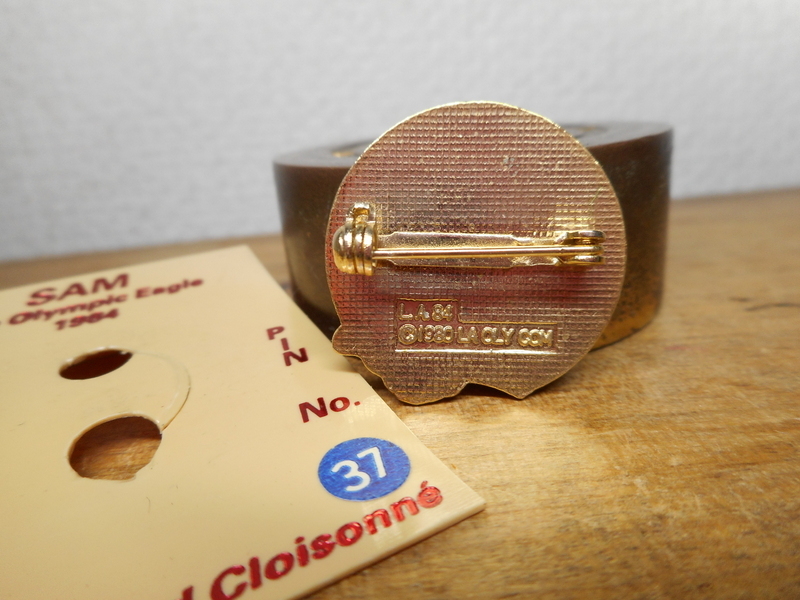 SAM
Olympic Eagle
1984
PIN
No.
37
Cloisonné
L.A 84
©1980 LA OLY COM